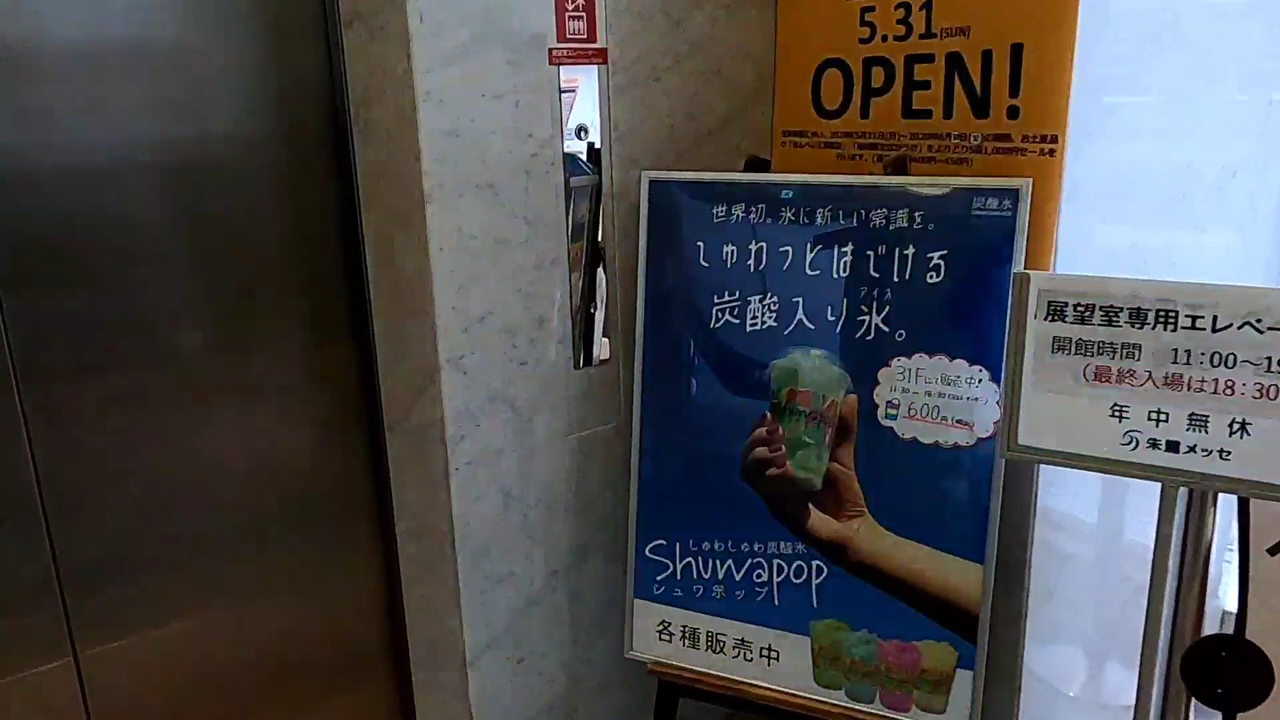 5.31(SUN)
OPEN!
世界初。氷に新しい常識を。
炭酸氷
しゅわっとはじける
アイス
炭酸入り氷。
31Fにて販売中!
600円
しゅわしゅわ炭酸氷
Shuwapop
シュワポップ
各種販売中
展望室専用エレベー
開館時間 11:00～19
(最終入場は18:30
年中無休
朱鷺メッセ